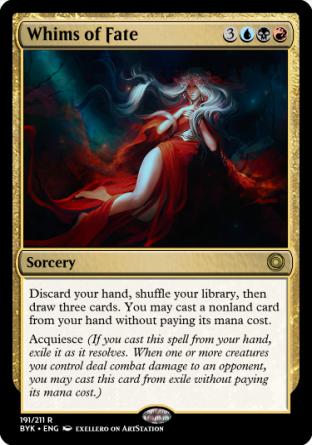 Whims of Fate 3
Sorcery
Discard your hand, shuffle your library, then
draw three cards. You may cast a nonland card
from your hand without paying its mana cost.
Acquiesce (If you cast this spell from your hand,
exile it as it resolves. When one or more creatures
you control deal combat damage to an opponent,
you may cast this card from exile without paying
its mana cost.)
191/211 R
BYK • ENG EXELLERO ON ARTSTATION